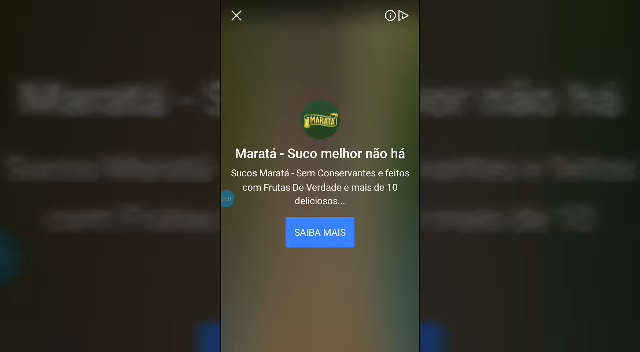 MARATÁ
Maratá - Suco melhor não há
Sucos Maratá - Sem Conservantes e feitos
com Frutas De Verdade e mais de 10
deliciosos...
SAIBA MAIS